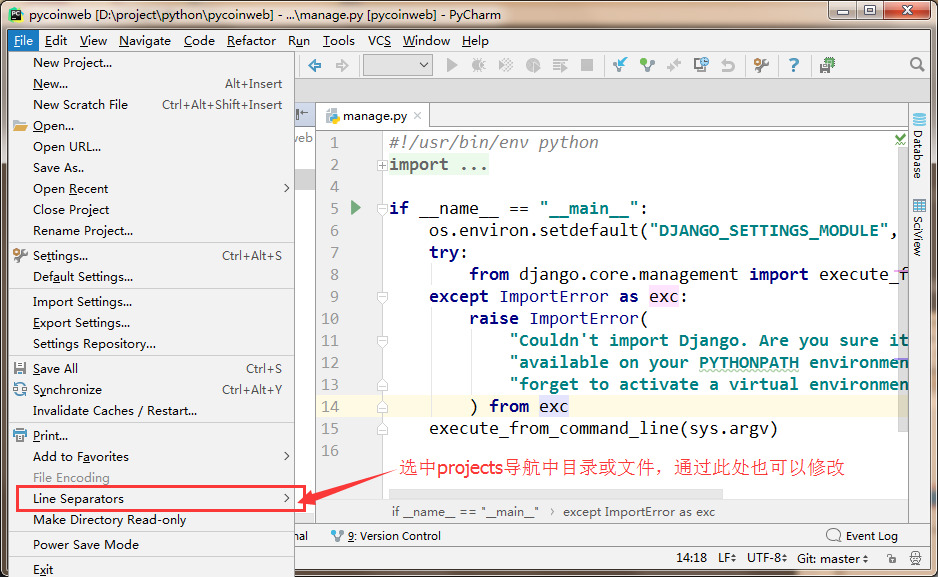 pycoinweb [D:\project\python\pycoinweb] - ...\manage.py [pycoinweb] - PyCharm
File Edit View Navigate Code Refactor Run Tools VCS Window Help
New Project...
New... Alt+Insert
New Scratch File Ctrl+Alt+Shift+Insert
Open...
Open URL...
Save As..
Open Recent
Close Project
Rename Project...
Settings... Ctrl+Alt+S
Default Settings...
Import Settings...
Export Settings...
Settings Repository...
Save All Ctrl+S
Synchronize Ctrl+Alt+Y
Invalidate Caches / Restart...
Print...
Add to Favorites
File Encoding
Line Separators
Make Directory Read-only
Power Save Mode
Exit
manage.py
1 #!/usr/bin/env python
2 import ...
4
5 if __name__ == "__main__":
6 os.environ.setdefault("DJANGO_SETTINGS_MODULE",
7 try:
8 from django.core.management import execute_f
9 except ImportError as exc:
10 raise ImportError(
11 "Couldn't import Django. Are you sure it
12 "available on your PYTHONPATH environmen
13 "forget to activate a virtual environmen
14 ) from exc
15 execute_from_command_line(sys.argv)
16
选中projects导航中目录或文件，通过此处也可以修改
if __name__ == "__main__" › except ImportError as exc
Database
SciView
9: Version Control
Event Log
14:18 LF UTF-8 Git: master